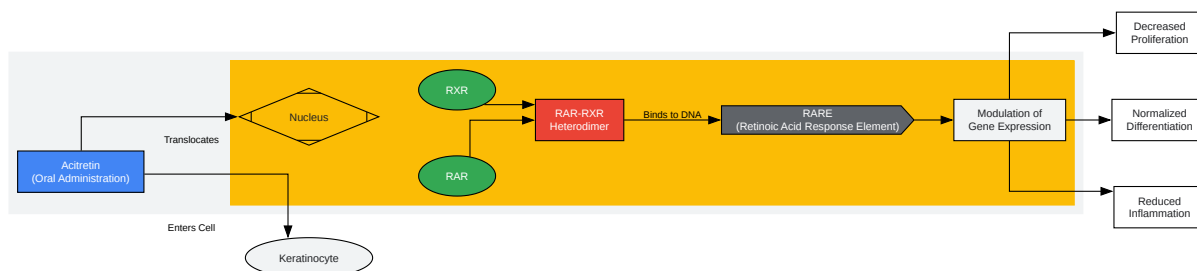 Decreased
Proliferation
RXR
Nucleus
RAR-RXR
Heterodimer
Binds to DNA
RARE
(Retinoic Acid Response Element)
Modulation of
Gene Expression
Normalized
Differentiation
Translocates
Acitretin
(Oral Administration)
RAR
Reduced
Inflammation
Enters Cell
Keratinocyte